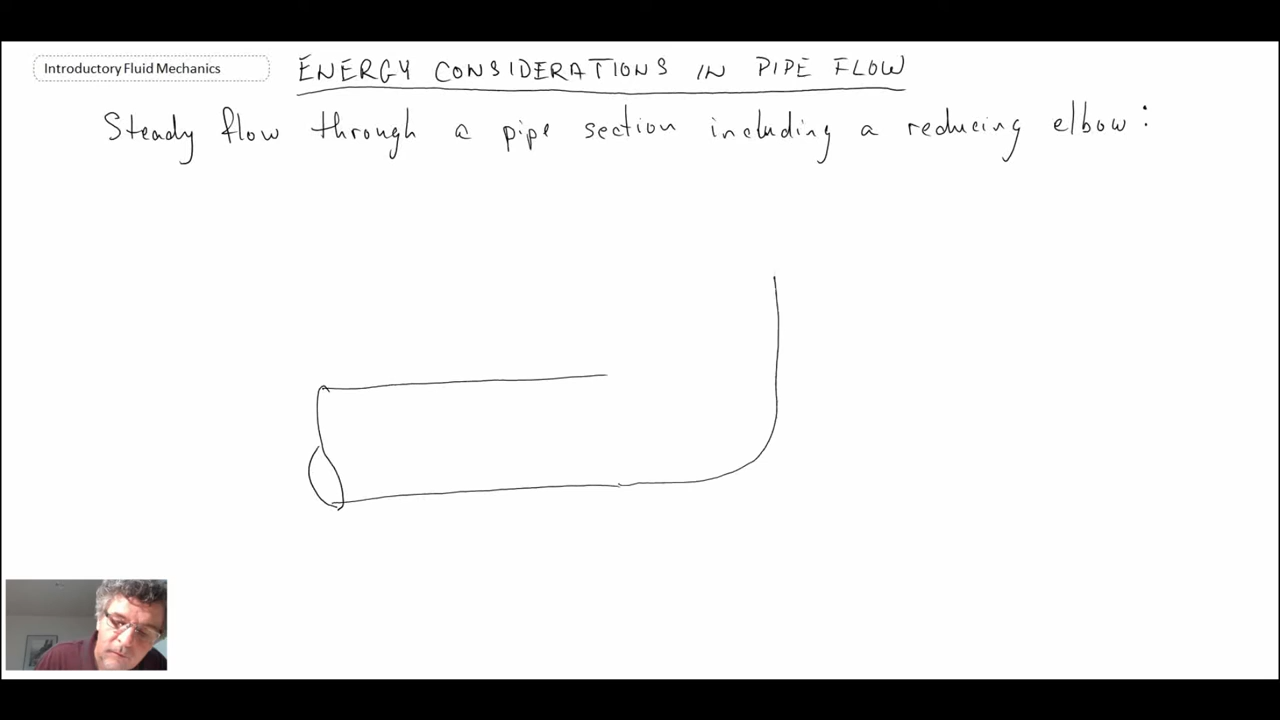 Introductory Fluid Mechanics
ENERGY CONSIDERATIONS IN PIPE FLOW
Steady flow through a pipe section including a reducing elbow: